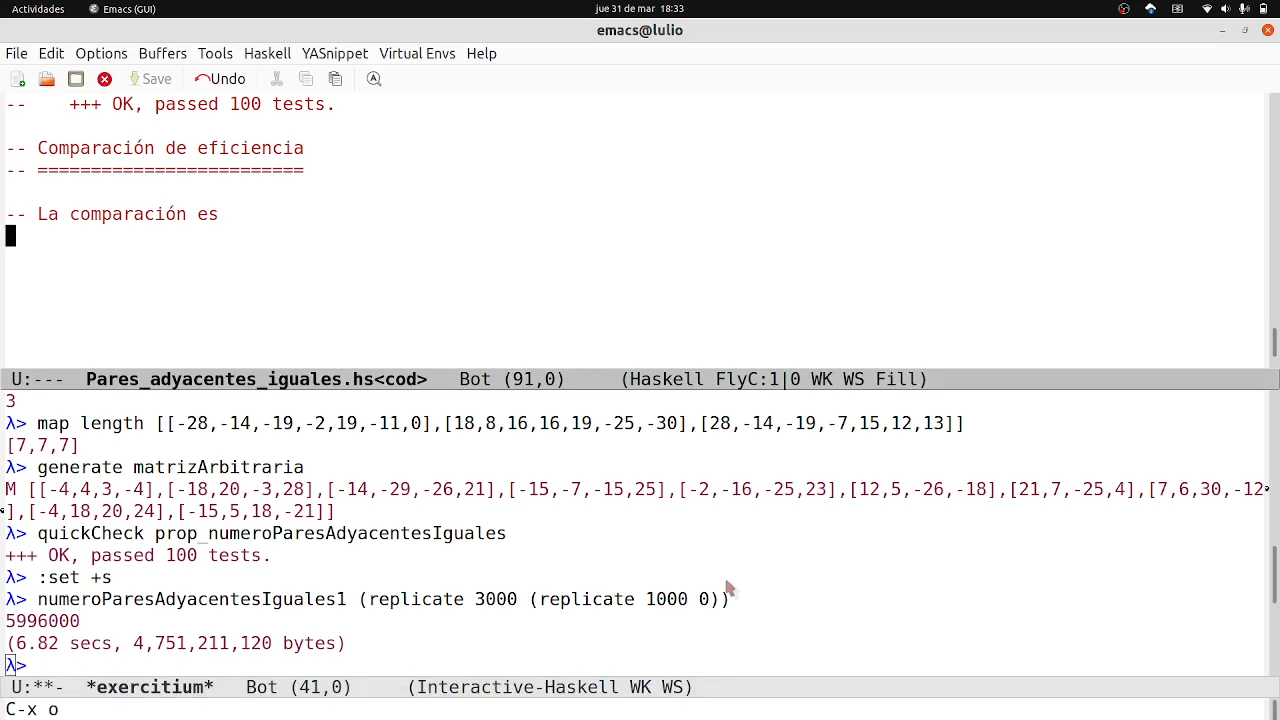 Actividades
Emacs (GUI)
jue 31 de mar 18:33
emacs@lulio
File Edit Options Buffers Tools Haskell YASnippet Virtual Envs Help
Save Undo
--    +++ OK, passed 100 tests.
-- Comparación de eficiencia
-- =========================
-- La comparación es
U:---  Pares_adyacentes_iguales.hs<cod>   Bot (91,0)     (Haskell FlyC:1|0 WK WS Fill)
3
λ> map length [[-28,-14,-19,-2,19,-11,0],[18,8,16,16,19,-25,-30],[28,-14,-19,-7,15,12,13]]
[7,7,7]
λ> generate matrizArbitraria
M [[-4,4,3,-4],[-18,20,-3,28],[-14,-29,-26,21],[-15,-7,-15,25],[-2,-16,-25,23],[12,5,-26,-18],[21,7,-25,4],[7,6,30,-12
],[-4,18,20,24],[-15,5,18,-21]]
λ> quickCheck prop_numeroParesAdyacentesIguales
+++ OK, passed 100 tests.
λ> :set +s
λ> numeroParesAdyacentesIguales1 (replicate 3000 (replicate 1000 0))
5996000
(6.82 secs, 4,751,211,120 bytes)
λ>
U:**-  *exercitium*   Bot (41,0)     (Interactive-Haskell WK WS)
C-x o